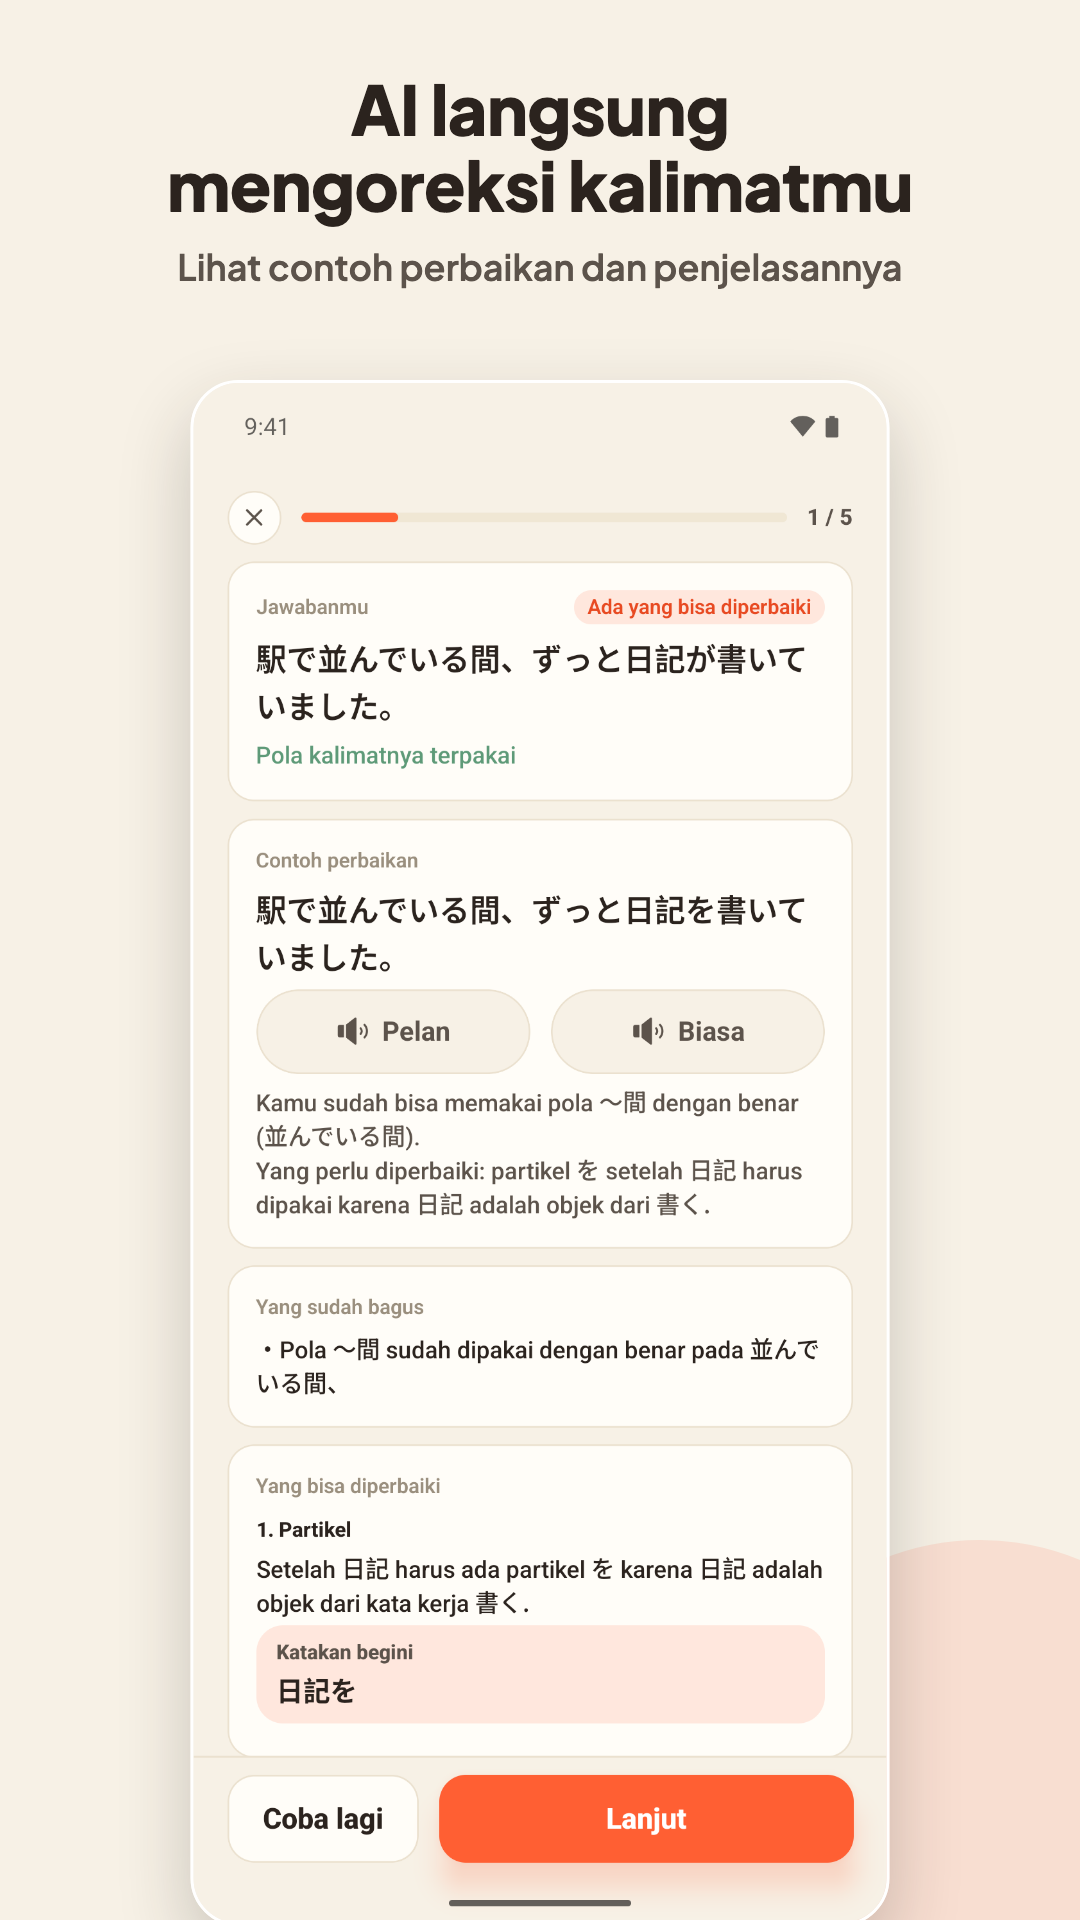 AI langsung
mengoreksi kalimatmu
Lihat contoh perbaikan dan penjelasannya
9:41
1 / 5
Jawabanmu
Ada yang bisa diperbaiki
駅で並んでいる間、ずっと日記が書いて
いました。
Pola kalimatnya terpakai
Contoh perbaikan
駅で並んでいる間、ずっと日記を書いて
いました。
Pelan
Biasa
Kamu sudah bisa memakai pola 〜間 dengan benar
(並んでいる間).
Yang perlu diperbaiki: partikel を setelah 日記 harus
dipakai karena 日記 adalah objek dari 書く.
Yang sudah bagus
・Pola 〜間 sudah dipakai dengan benar pada 並んで
いる間、
Yang bisa diperbaiki
1. Partikel
Setelah 日記 harus ada partikel を karena 日記 adalah
objek dari kata kerja 書く.
Katakan begini
日記を
Coba lagi
Lanjut